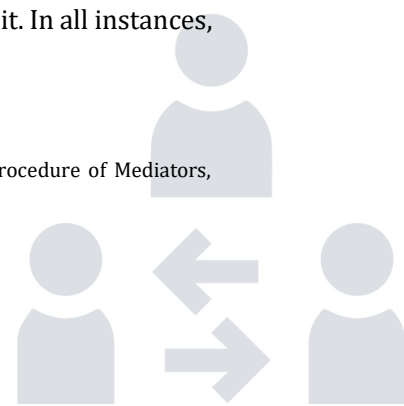 it. In all instances,
rocedure of Mediators,